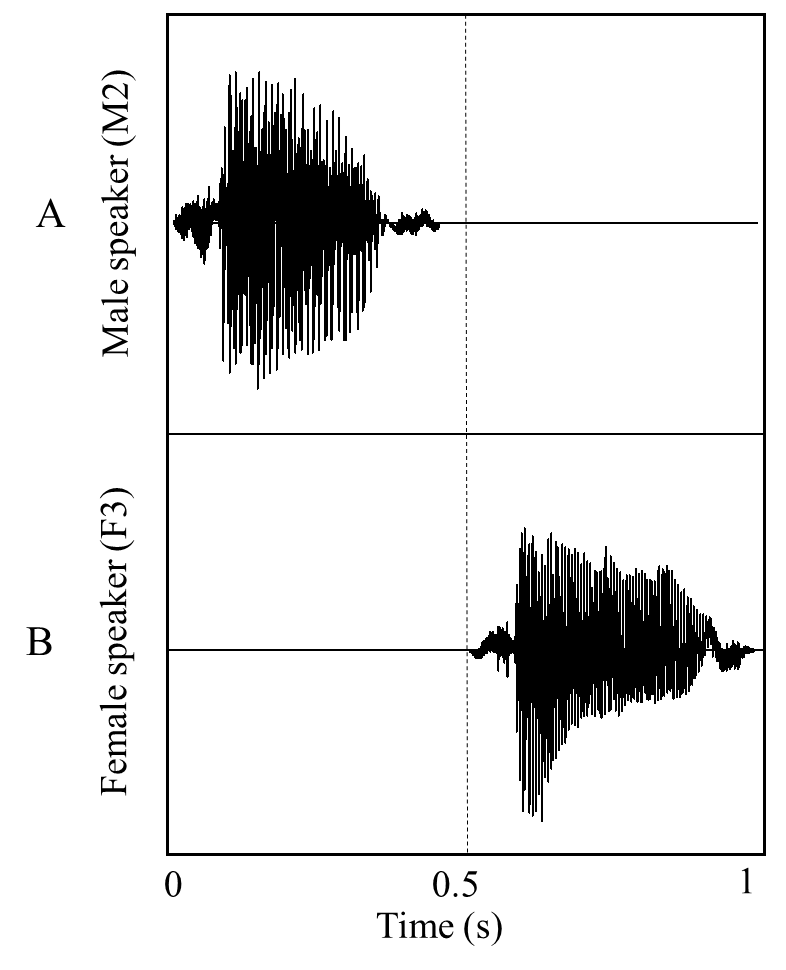 A
Male speaker (M2)
B
Female speaker (F3)
0 0.5 1
Time (s)